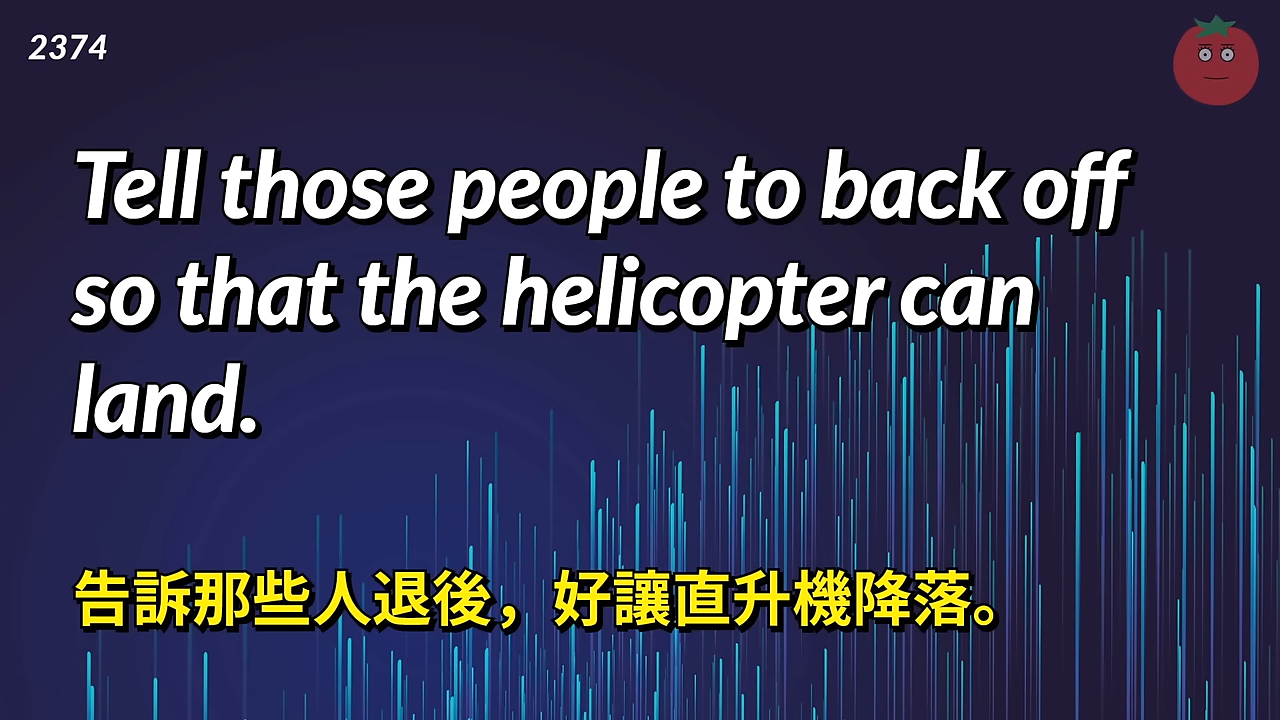 2374
Tell those people to back off
so that the helicopter can
land.
告訴那些人退後，好讓直升機降落。